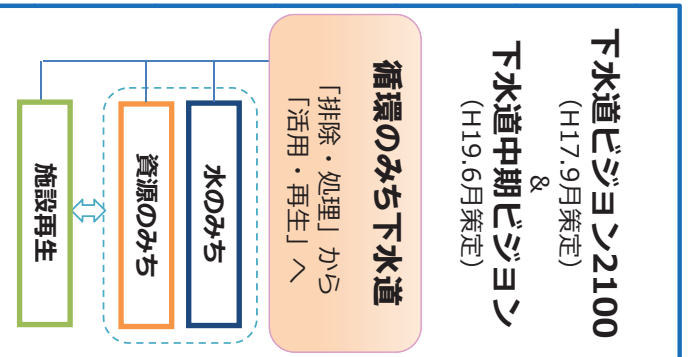 下水道ビジョン2100
(H17.9月策定)
&
下水道中期ビジョン
(H19.6月策定)
循環のみち下水道
「排除・処理」から
「活用・再生」へ
水のみち
資源のみち
施設再生